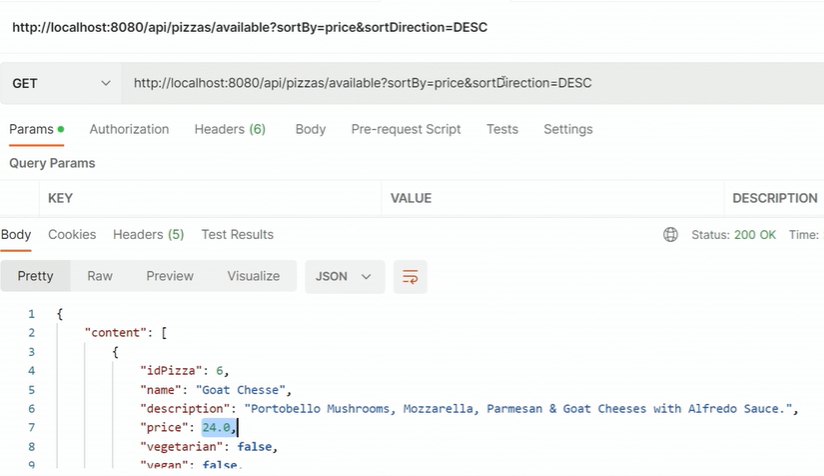 http://localhost:8080/api/pizzas/available?sortBy=price&sortDirection=DESC
GET http://localhost:8080/api/pizzas/available?sortBy=price&sortDirection=DESC
Params Authorization Headers (6) Body Pre-request Script Tests Settings
Query Params
KEY VALUE DESCRIPTION
Body Cookies Headers (5) Test Results Status: 200 OK Time:
Pretty Raw Preview Visualize JSON
1 {
2 "content": [
3 {
4 "idPizza": 6,
5 "name": "Goat Chesse",
6 "description": "Portobello Mushrooms, Mozzarella, Parmesan & Goat Cheeses with Alfredo Sauce.",
7 "price": 24.0,
8 "vegetarian": false,
9 "vegan": false,